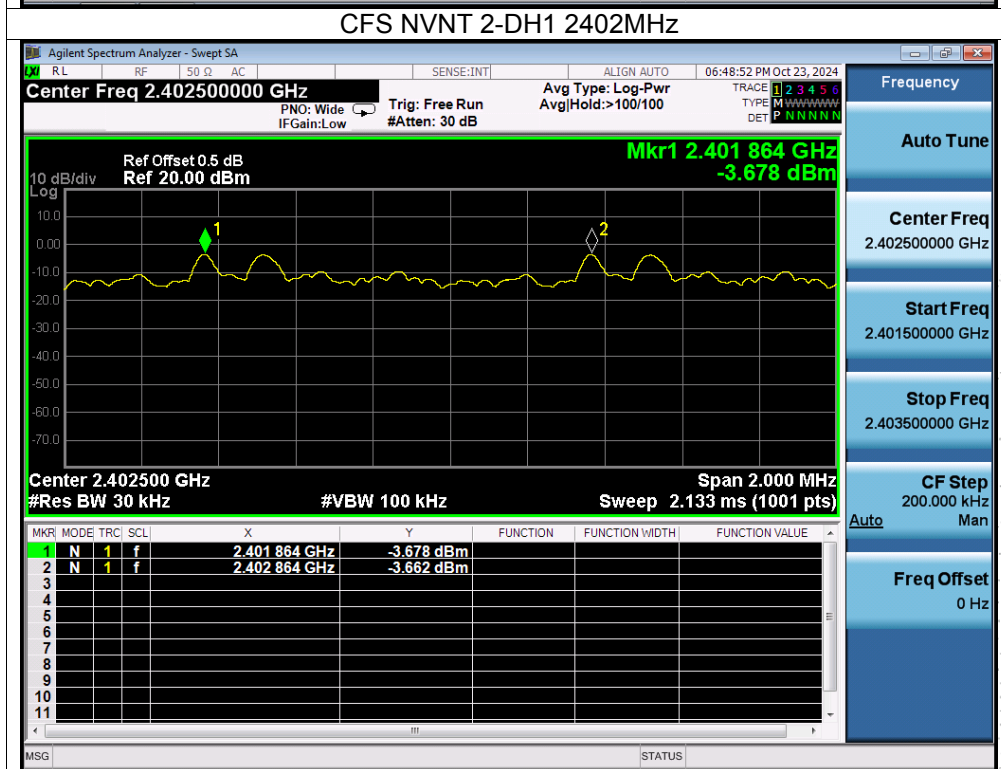 CFS NVNT 2-DH1 2402MHz
Agilent Spectrum Analyzer - Swept SA
LXI RL RF 50 Ω AC SENSE:INT ALIGN AUTO 06:48:52 PM Oct 23, 2024
Center Freq 2.402500000 GHz Avg Type: Log-Pwr TRACE 1 2 3 4 5 6
PNO: Wide Trig: Free Run Avg|Hold:>100/100 TYPE M WWWWW
IFGain:Low #Atten: 30 dB DET P N N N N N
Frequency
Auto Tune
Center Freq
2.402500000 GHz
Start Freq
2.401500000 GHz
Stop Freq
2.403500000 GHz
CF Step
200.000 kHz
Auto Man
Freq Offset
0 Hz
Mkr1 2.401 864 GHz
-3.678 dBm
Ref Offset 0.5 dB
10 dB/div Ref 20.00 dBm
Log
10.0
0.00
-10.0
-20.0
-30.0
-40.0
-50.0
-60.0
-70.0
1
2
Center 2.402500 GHz Span 2.000 MHz
#Res BW 30 kHz #VBW 100 kHz Sweep 2.133 ms (1001 pts)
MKR MODE TRC SCL X Y FUNCTION FUNCTION WIDTH FUNCTION VALUE
1 N 1 f 2.401 864 GHz -3.678 dBm
2 N 1 f 2.402 864 GHz -3.662 dBm
3
4
5
6
7
8
9
10
11
MSG STATUS